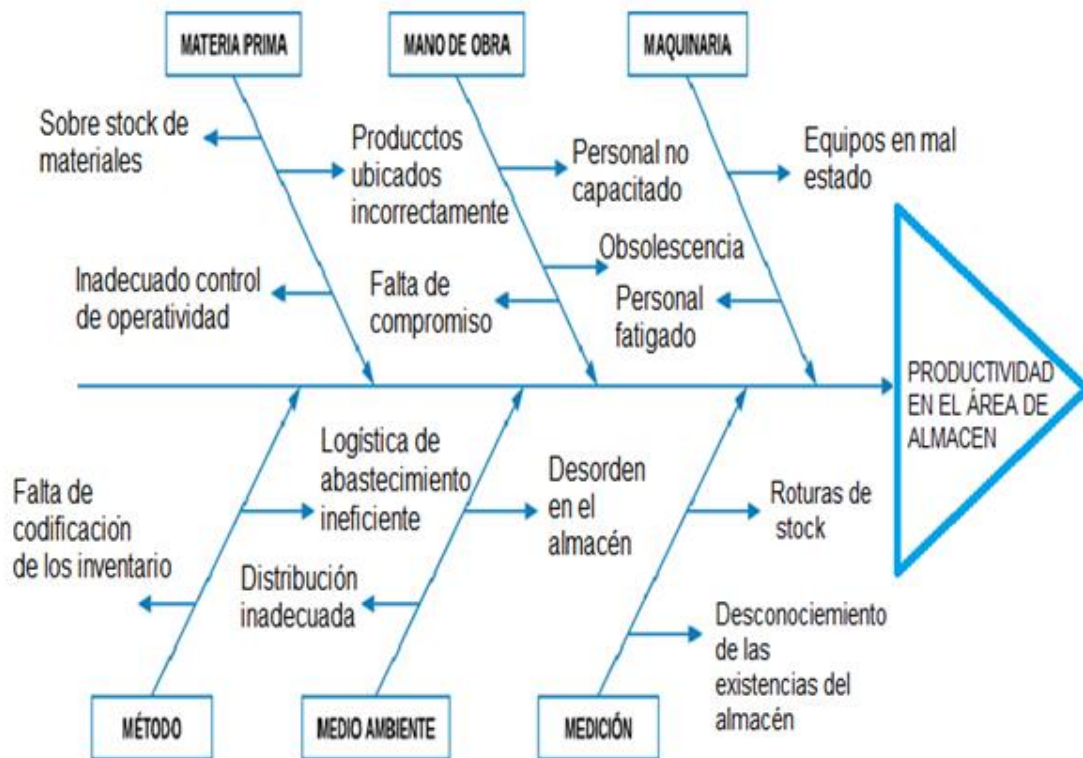 MATERIA PRIMA
MANO DE OBRA
MAQUINARIA
Sobre stock de
materiales
Producctos
ubicados
incorrectamente
Personal no
capacitado
Equipos en mal
estado
Inadecuado control
de operatividad
Falta de
compromiso
Obsolescencia
Personal
fatigado
PRODUCTIVIDAD
EN EL ÁREA DE
ALMACEN
Falta de
codificación
de los inventario
Logística de
abastecimiento
ineficiente
Distribución
inadecuada
Desorden
en el
almacén
Roturas de
stock
Desconociemiento
de las
existencias del
almacén
MÉTODO
MEDIO AMBIENTE
MEDICIÓN